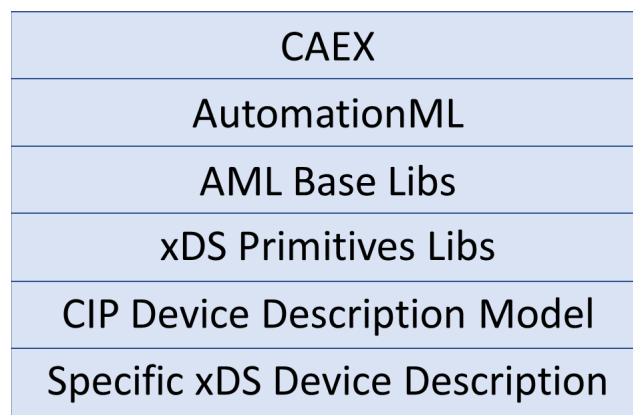 CAEX
AutomationML
AML Base Libs
xDS Primitives Libs
CIP Device Description Model
Specific xDS Device Description